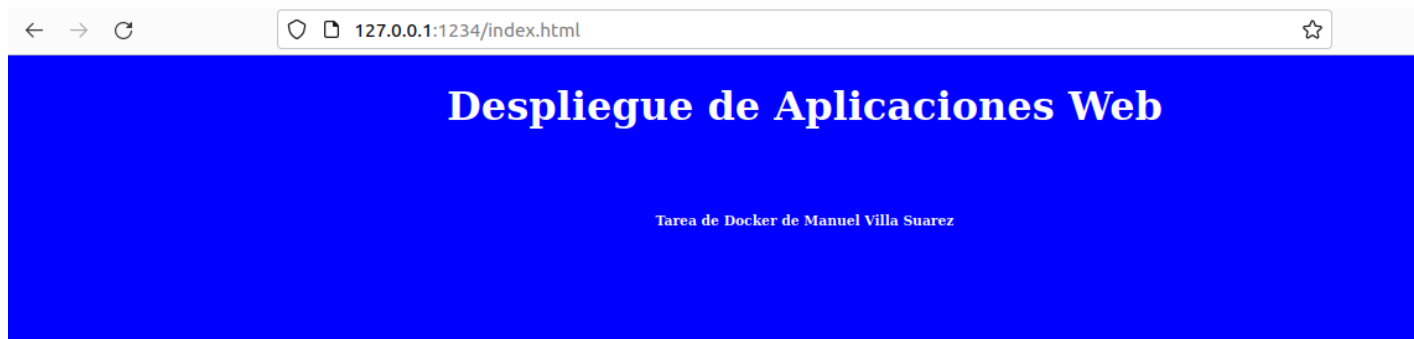 127.0.0.1:1234/index.html
Despliegue de Aplicaciones Web
Tarea de Docker de Manuel Villa Suarez